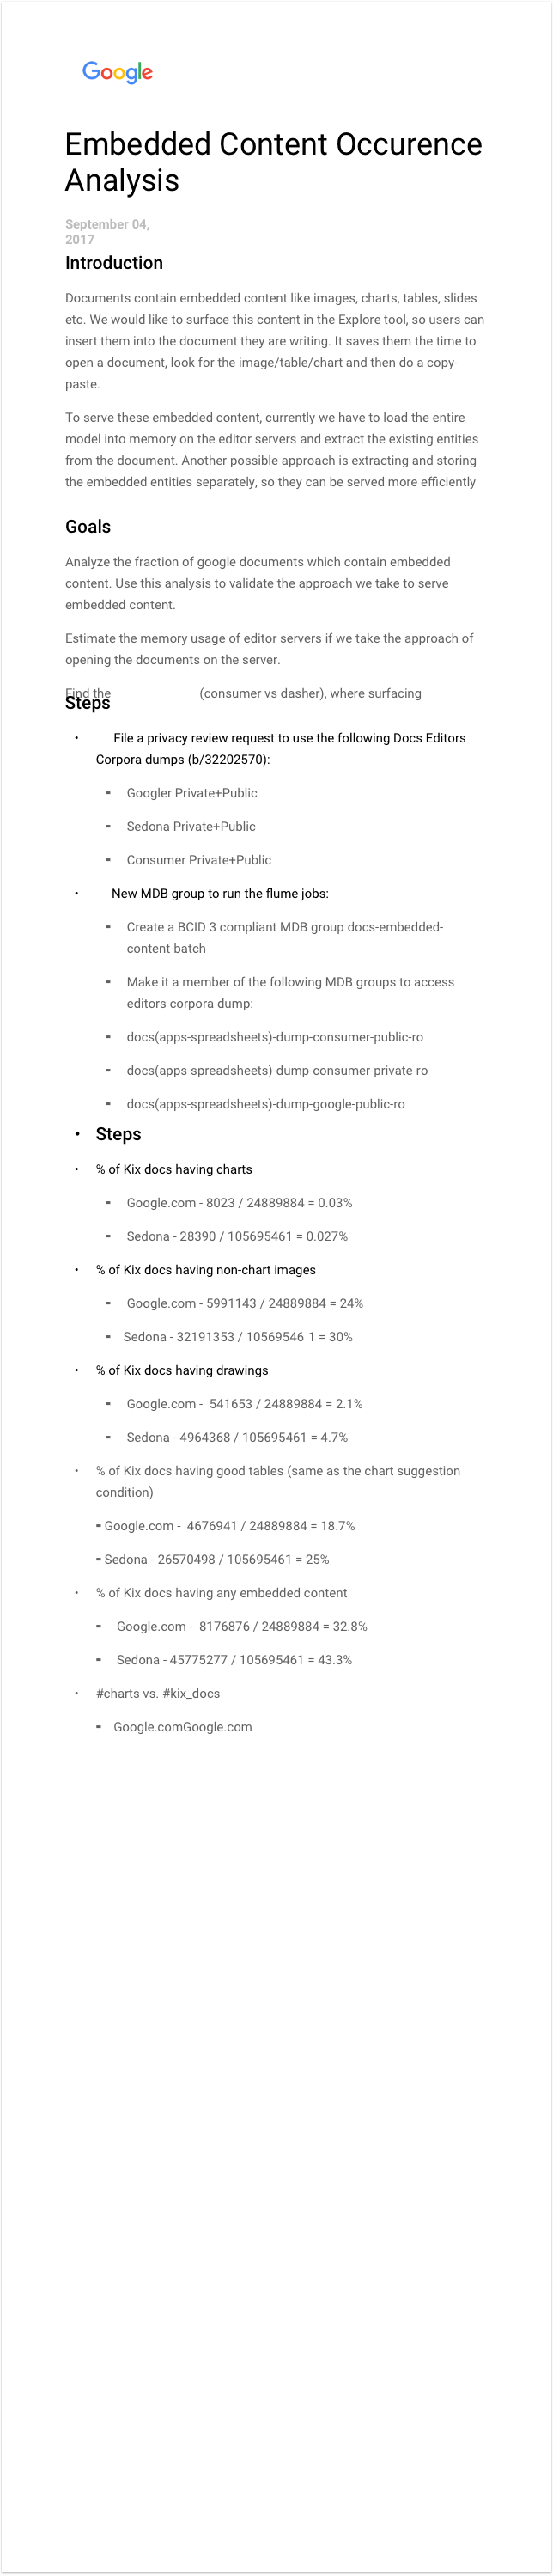 Google
Embedded Content Occurence
Analysis
September 04,
2017
Introduction
Documents contain embedded content like images, charts, tables, slides
etc. We would like to surface this content in the Explore tool, so users can
insert them into the document they are writing. It saves them the time to
open a document, look for the image/table/chart and then do a copy-
paste.
To serve these embedded content, currently we have to load the entire
model into memory on the editor servers and extract the existing entities
from the document. Another possible approach is extracting and storing
the embedded entities separately, so they can be served more efficiently
Goals
Analyze the fraction of google documents which contain embedded
content. Use this analysis to validate the approach we take to serve
embedded content.
Estimate the memory usage of editor servers if we take the approach of
opening the documents on the server.
Find the (consumer vs dasher), where surfacing
Steps
• File a privacy review request to use the following Docs Editors
Corpora dumps (b/32202570):
- Googler Private+Public
- Sedona Private+Public
- Consumer Private+Public
• New MDB group to run the flume jobs:
- Create a BCID 3 compliant MDB group docs-embedded-
content-batch
- Make it a member of the following MDB groups to access
editors corpora dump:
- docs(apps-spreadsheets)-dump-consumer-public-ro
- docs(apps-spreadsheets)-dump-consumer-private-ro
- docs(apps-spreadsheets)-dump-google-public-ro
• Steps
• % of Kix docs having charts
- Google.com - 8023 / 24889884 = 0.03%
- Sedona - 28390 / 105695461 = 0.027%
• % of Kix docs having non-chart images
- Google.com - 5991143 / 24889884 = 24%
- Sedona - 32191353 / 10569546 1 = 30%
• % of Kix docs having drawings
- Google.com - 541653 / 24889884 = 2.1%
- Sedona - 4964368 / 105695461 = 4.7%
• % of Kix docs having good tables (same as the chart suggestion
condition)
- Google.com - 4676941 / 24889884 = 18.7%
- Sedona - 26570498 / 105695461 = 25%
• % of Kix docs having any embedded content
- Google.com - 8176876 / 24889884 = 32.8%
- Sedona - 45775277 / 105695461 = 43.3%
• #charts vs. #kix_docs
- Google.comGoogle.com